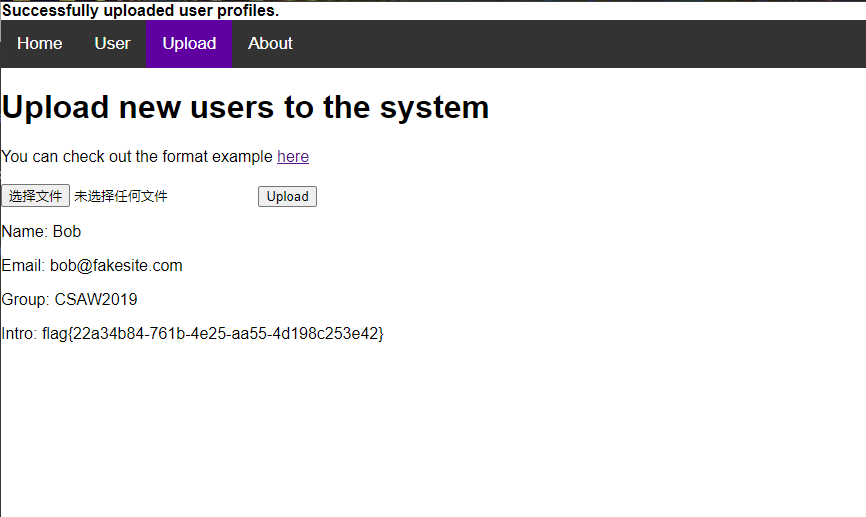 Successfully uploaded user profiles.
Home User Upload About
Upload new users to the system
You can check out the format example here
选择文件 未选择任何文件 Upload
Name: Bob
Email: bob@fakesite.com
Group: CSAW2019
Intro: flag{22a34b84-761b-4e25-aa55-4d198c253e42}